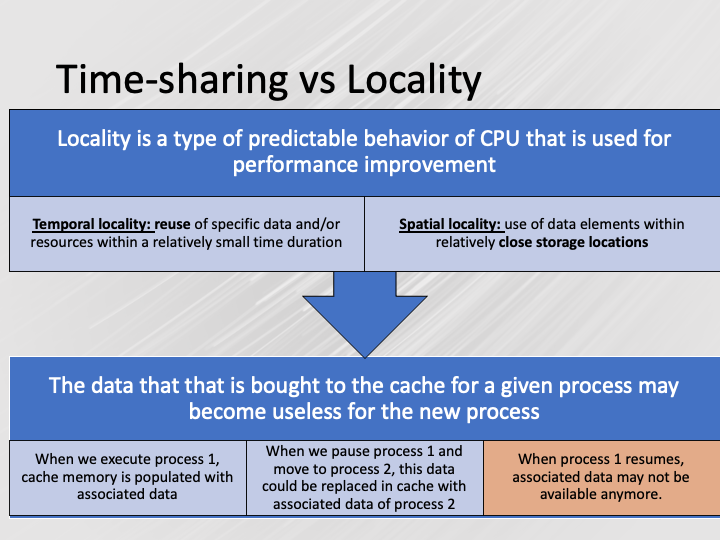 Time-sharing vs Locality
Locality is a type of predictable behavior of CPU that is used for
performance improvement
Temporal locality: reuse of specific data and/or
resources within a relatively small time duration
Spatial locality: use of data elements within
relatively close storage locations
The data that that is bought to the cache for a given process may
become useless for the new process
When we execute process 1,
cache memory is populated with
associated data
When we pause process 1 and
move to process 2, this data
could be replaced in cache with
associated data of process 2
When process 1 resumes,
associated data may not be
available anymore.